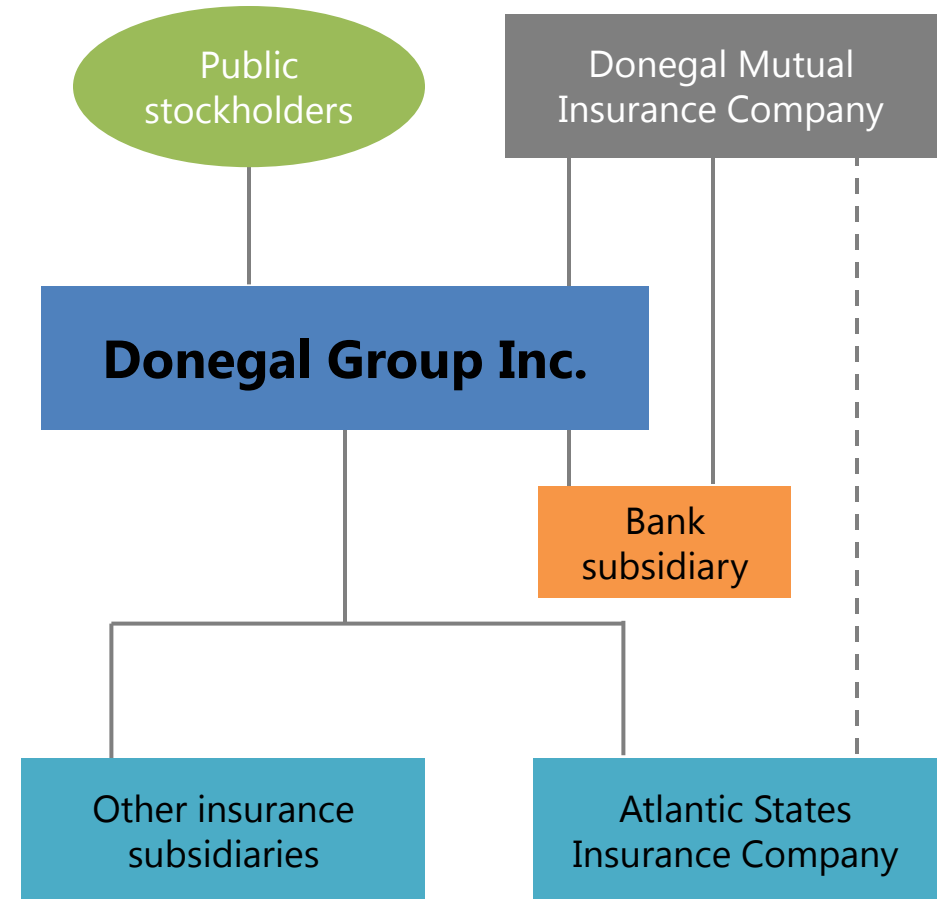 Public
stockholders
Donegal Mutual
Insurance Company
Donegal Group Inc.
Bank
subsidiary
Other insurance
subsidiaries
Atlantic States
Insurance Company